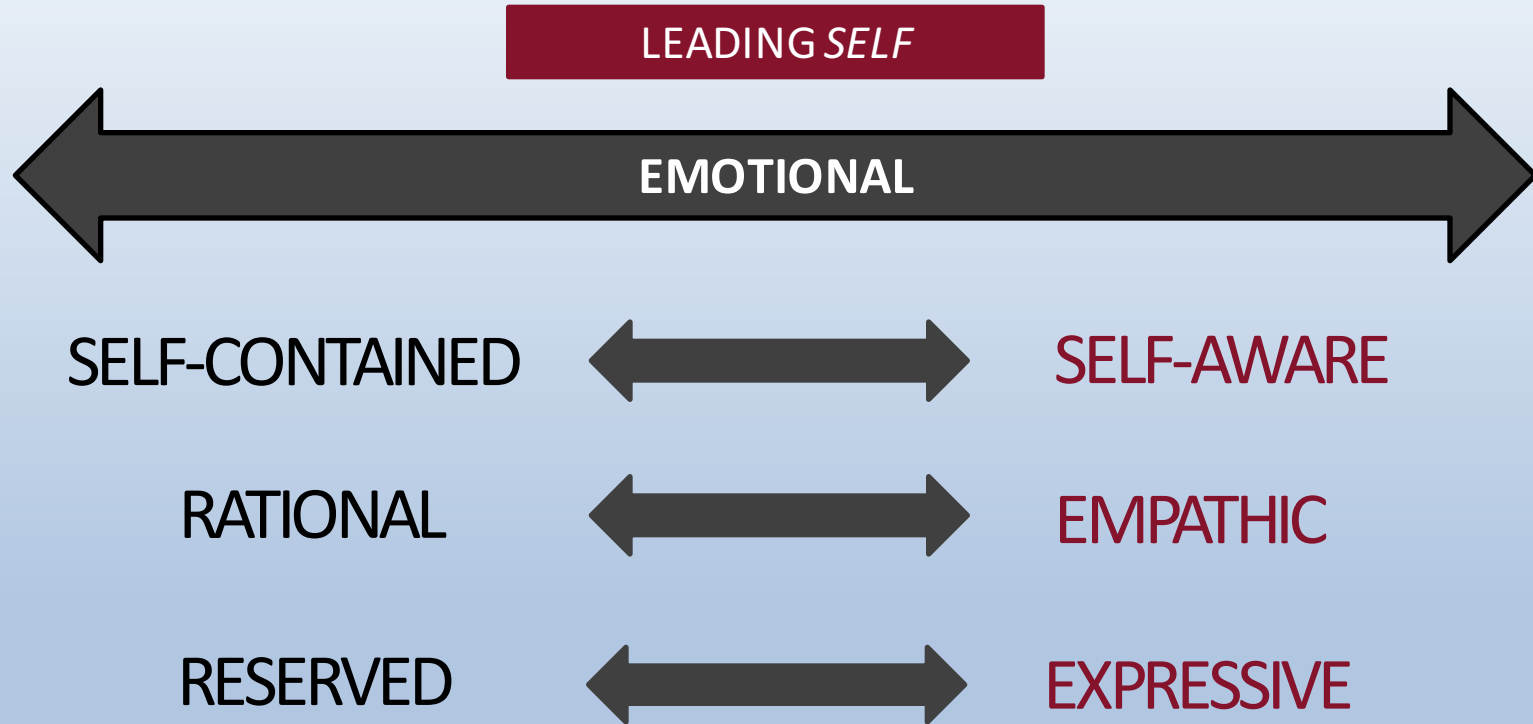 LEADING SELF
EMOTIONAL
SELF-CONTAINED SELF-AWARE
RATIONAL EMPATHIC
RESERVED EXPRESSIVE